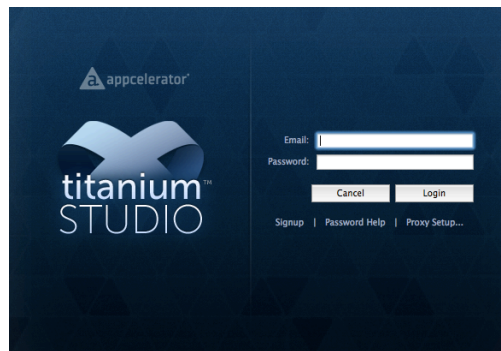 appcelerator®
titanium™
STUDIO
Email:
Password:
Cancel Login
Signup | Password Help | Proxy Setup...